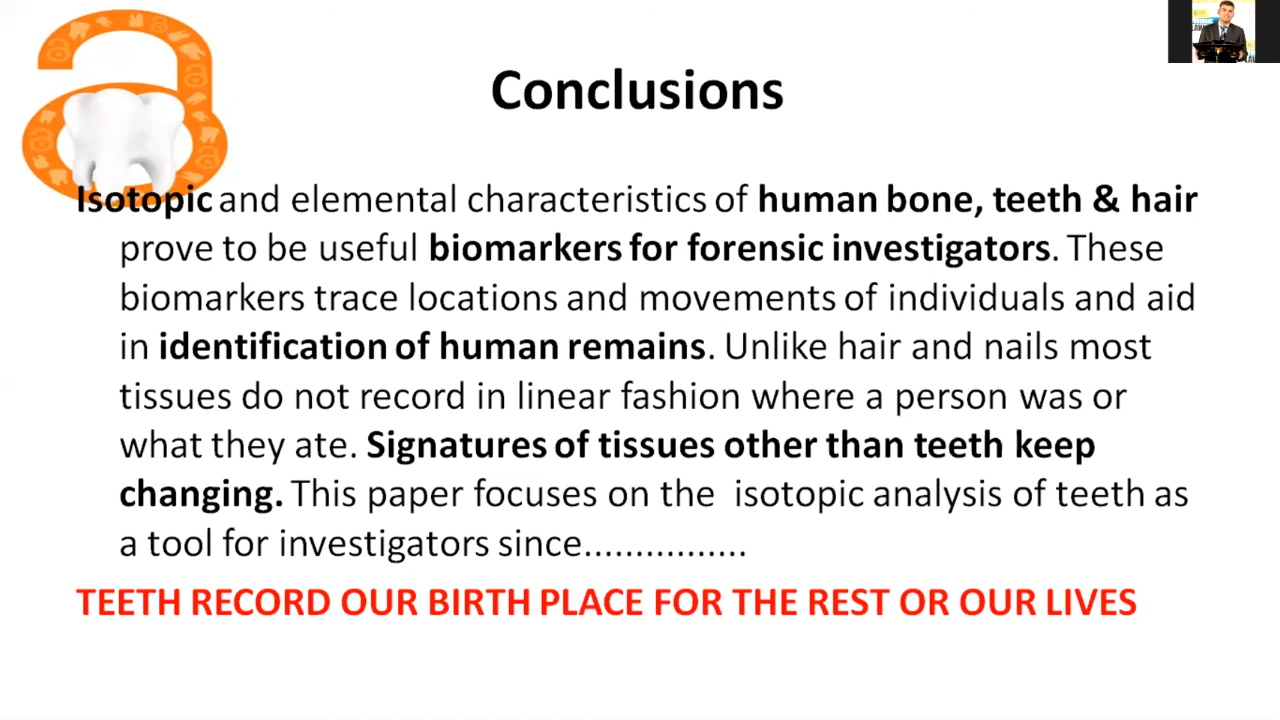 Conclusions
Isotopic and elemental characteristics of human bone, teeth & hair
prove to be useful biomarkers for forensic investigators. These
biomarkers trace locations and movements of individuals and aid
in identification of human remains. Unlike hair and nails most
tissues do not record in linear fashion where a person was or
what they ate. Signatures of tissues other than teeth keep
changing. This paper focuses on the  isotopic analysis of teeth as
a tool for investigators since................
TEETH RECORD OUR BIRTH PLACE FOR THE REST OR OUR LIVES